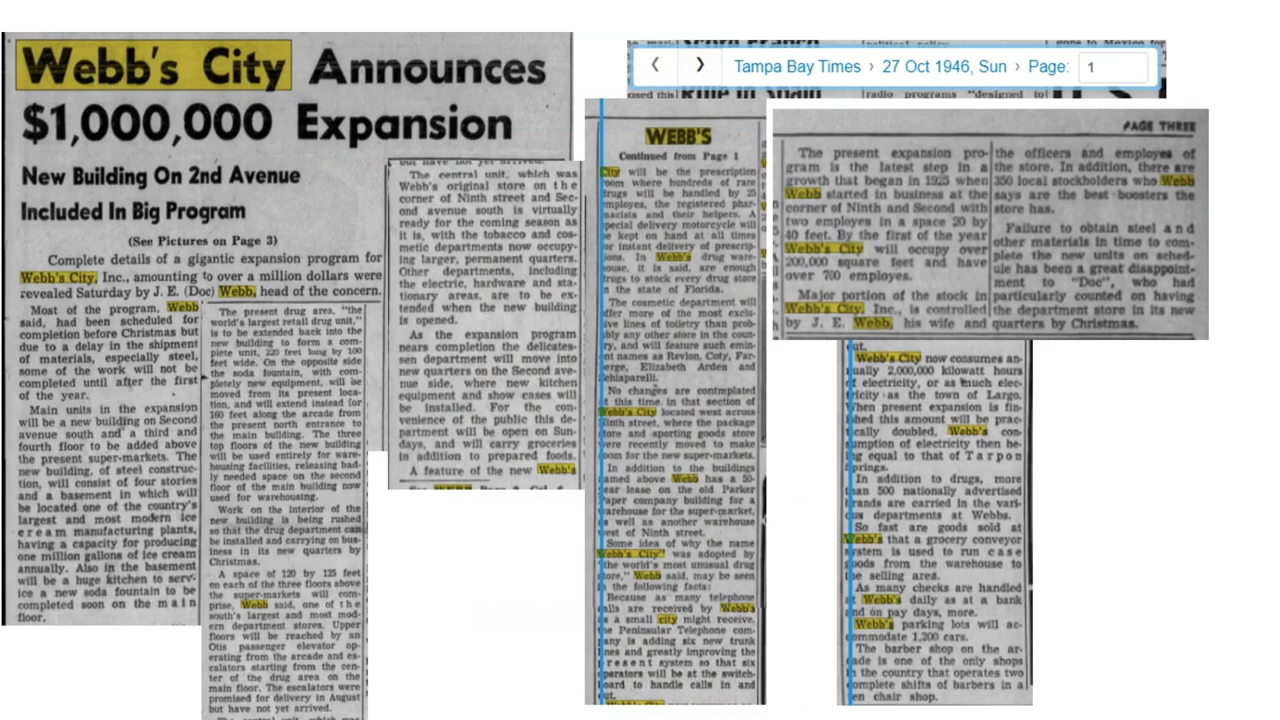 Webb's City Announces
$1,000,000 Expansion
New Building On 2nd Avenue
Included In Big Program
(See Pictures on Page 3)
Complete details of a gigantic expansion program for
Webb's City, Inc., amounting to over a million dollars were
revealed Saturday by J. E. (Doc) Webb, head of the concern.
Most of the program, Webb
said, had been scheduled for
completion before Christmas but
due to a delay in the shipment
of materials, especially steel,
some of the work will not be
completed until after the first
of the year.
Main units in the expansion
will be a new building on Second
avenue south and a third and
fourth floor to be added above
the present super-markets. The
new building, of steel construc-
tion, will consist of four stories
and a basement in which will
be located one of the country's
largest and most modern ice
cream manufacturing plants,
having a capacity for producing
one million gallons of ice cream
annually. Also in the basement
will be a huge kitchen to serv-
ice a new soda fountain to be
completed soon on the main
floor.
The present drug area, "the
world's largest retail drug unit,"
is to be extended back into the
new building to form a com-
plete unit, 220 feet long by 100
feet wide. On the opposite side
the soda fountain, with com-
pletely new equipment, will be
moved from its present loca-
tion, and will extend instead for
160 feet along the arcade from
the present north entrance to
the main building. The three
top floors of the new building
will be used entirely for ware-
housing facilities, releasing bad-
ly needed space on the second
floor of the main building now
used for warehousing.
Work on the interior of the
new building is being rushed
so that the drug department can
be installed and carrying on bus-
iness in its new quarters by
Christmas.
A space of 120 by 125 feet
on each of the three floors above
the super-markets will com-
prise, Webb said, one of the
south's largest and most mod-
ern department stores. Upper
floors will be reached by an
Otis passenger elevator op-
erating from the arcade and es-
calators starting from the cen-
ter of the drug area on the
main floor. The escalators were
promised for delivery in August
but have not yet arrived.
The central unit, which was
but have not yet arrived.
The central unit, which was
Webb's original store on the
corner of Ninth street and Sec-
ond avenue south is virtually
ready for the coming season as
it is, with the tobacco and cos-
metic departments now occupy-
ing larger, permanent quarters.
Other departments, including
the electric, hardware and sta-
tionary areas, are to be ex-
tended when the new building
is opened.
As the expansion program
nears completion the delicates-
sen department will move into
new quarters on the Second ave-
nue side, where new kitchen
equipment and show cases will
be installed. For the con-
venience of the public this de-
partment will be open on Sun-
days, and will carry groceries
in addition to prepared foods.
A feature of the new Webb's
Tampa Bay Times › 27 Oct 1946, Sun › Page: 1
radio programs "designed to
WEBB'S
Continued from Page 1
City will be the prescription
room where hundreds of rare
drugs will be handled by 25
employes, the registered phar-
macists and their helpers. A
special delivery motorcycle will
be kept on hand at all times
for instant delivery of prescrip-
tions. In Webb's drug ware-
house, it is said, are enough
drugs to stock every drug store
in the state of Florida.
The cosmetic department will
offer more of the most exclu-
sive lines of toiletry than prob-
ably any other store in the coun-
try, and will feature such emin-
ent names as Revlon, Coty, Far-
berge, Elizabeth Arden and
Schiaparelli.
No changes are contmplated
at this time, in that section of
Webb's City located west across
Ninth street, where the package
store and sporting goods store
were recently moved to make
room for the new super-markets.
In addition to the buildings
named above Webb has a 50-
year lease on the old Parker
Paper company building for a
warehouse for the super-market,
as well as another warehouse
west of Ninth street.
Some idea of why the name
"Webb's City" was adopted by
"the world's most unusual drug
store," Webb said, may be seen
in the following facts:
Because as many telephone
calls are received by Webb's
as a small city might receive,
the Peninsular Telephone com-
pany is adding six new trunk
lines and greatly improving the
present system so that six
operators will be at the switch-
board to handle calls in and
out.
PAGE THREE
The present expansion pro-
gram is the latest step in a
growth that began in 1925 when
Webb started in business at the
corner of Ninth and Second with
two employes in a space 20 by
40 feet. By the first of the year
Webb's City will occupy over
200,000 square feet and have
over 700 employes.
Major portion of the stock in
Webb's City, Inc., is controlled
by J. E. Webb, his wife and
the officers and employes of
the store. In addition, there are
350 local stockholders who Webb
says are the best boosters the
store has.
Failure to obtain steel and
other materials in time to com-
plete the new units on sched-
ule has been a great disappoint-
ment to "Doc", who had
particularly counted on having
the department store in its new
quarters by Christmas.
out.
Webb's City now consumes an-
nually 2,000,000 kilowatt hours
of electricity, or as much elec-
tricity as the town of Largo.
When present expansion is fin-
ished this amount will be prac-
tically doubled, Webb's con-
sumption of electricity then be-
ing equal to that of Tarpon
Springs.
In addition to drugs, more
than 500 nationally advertised
brands are carried in the vari-
ous departments at Webbs.
So fast are goods sold at
Webb's that a grocery conveyor
system is used to run case
goods from the warehouse to
the selling area.
As many checks are handled
at Webb's daily as at a bank
and on pay days, more.
Webb's parking lots will ac-
commodate 1,200 cars.
The barber shop on the ar-
cade is one of the only shops
in the country that operates two
complete shifts of barbers in a
ten chair shop.